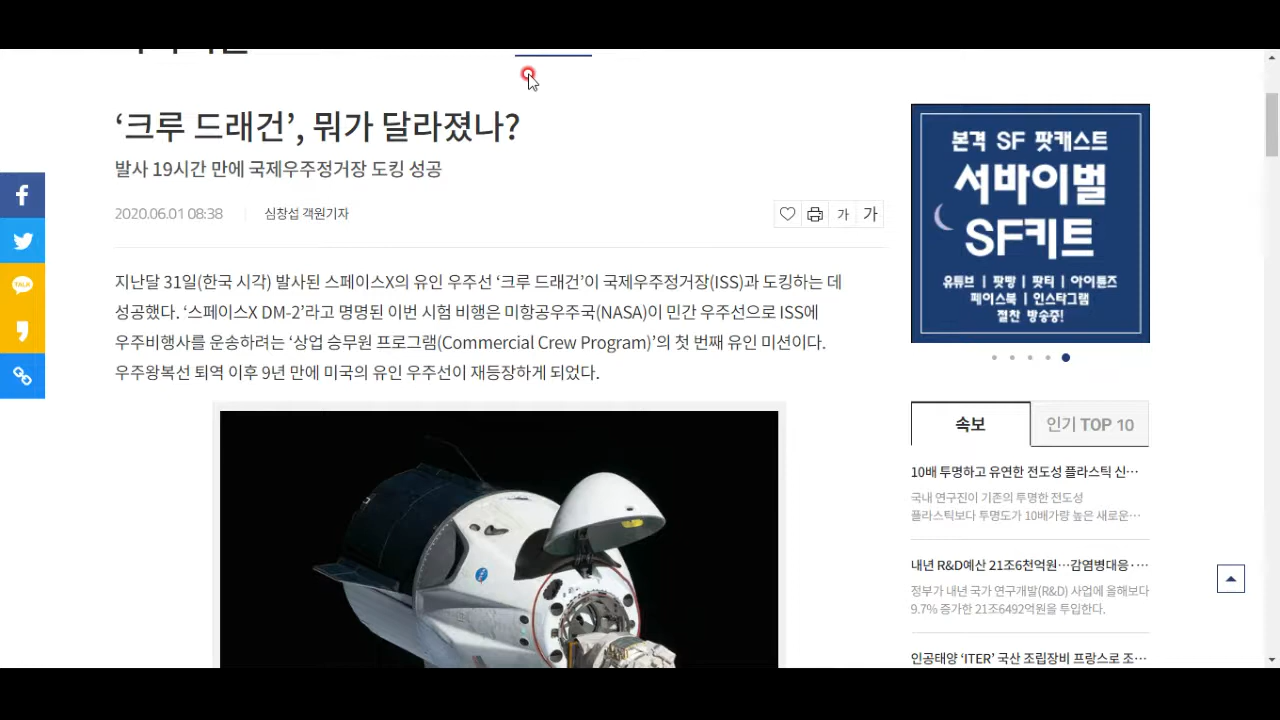 ‘크루 드래건’, 뭐가 달라졌나?
발사 19시간 만에 국제우주정거장 도킹 성공
2020.06.01 08:38
심창섭 객원기자
가
가
지난달 31일(한국 시각) 발사된 스페이스X의 유인 우주선 ‘크루 드래건’이 국제우주정거장(ISS)과 도킹하는 데
성공했다. ‘스페이스X DM-2’라고 명명된 이번 시험 비행은 미항공우주국(NASA)이 민간 우주선으로 ISS에
우주비행사를 운송하려는 ‘상업 승무원 프로그램(Commercial Crew Program)’의 첫 번째 유인 미션이다.
우주왕복선 퇴역 이후 9년 만에 미국의 유인 우주선이 재등장하게 되었다.
TALK
본격 SF 팟캐스트
서바이벌
SF키트
유튜브 | 팟빵 | 팟티 | 아이튠즈
페이스북 | 인스타그램
절찬 방송중!
속보
인기 TOP 10
10배 투명하고 유연한 전도성 플라스틱 신…
국내 연구진이 기존의 투명한 전도성
플라스틱보다 투명도가 10배가량 높은 새로운…
내년 R&D예산 21조6천억원…감염병대응·…
정부가 내년 국가 연구개발(R&D) 사업에 올해보다
9.7% 증가한 21조6492억원을 투입한다.
인공태양 ‘ITER’ 국산 조립장비 프랑스로 조…